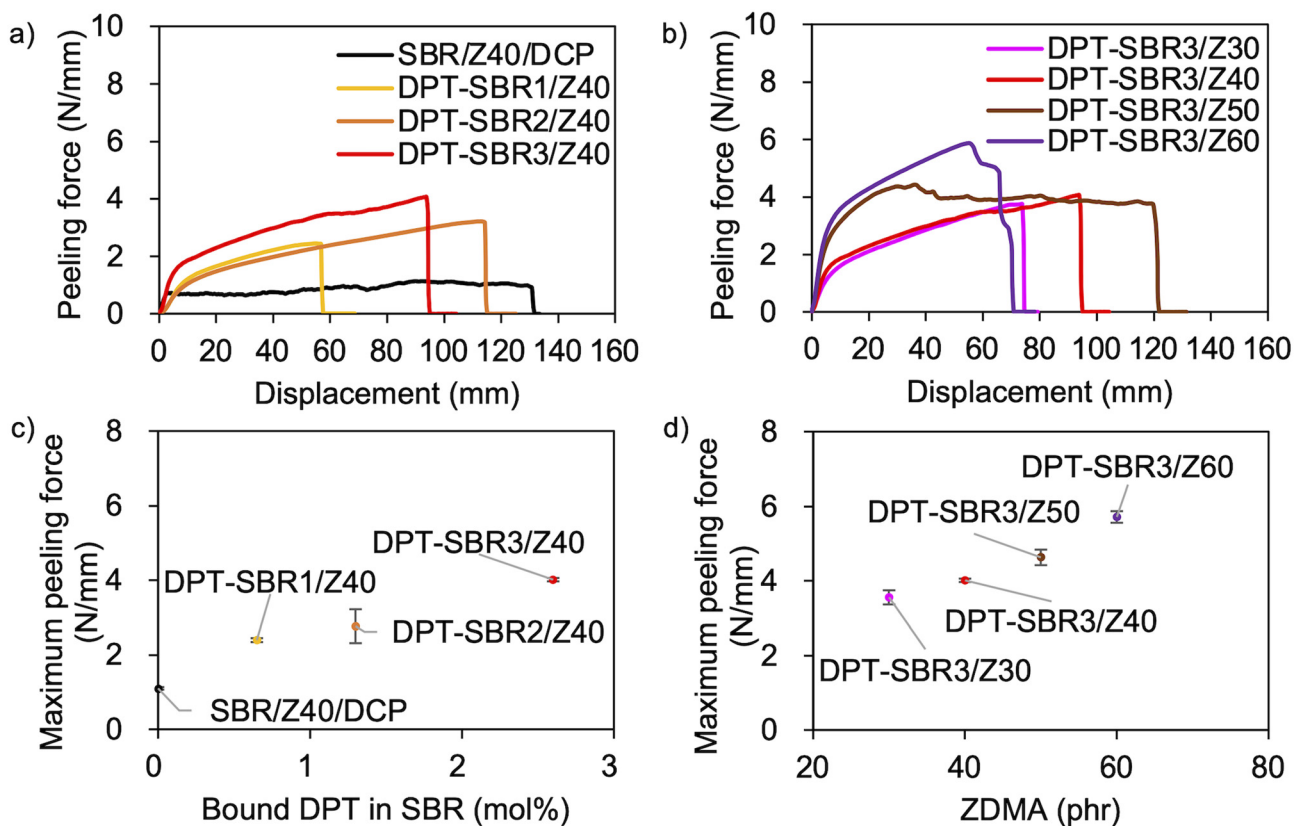 a)
10
8
6
4
2
0
Peeling force (N/mm)
SBR/Z40/DCP
DPT-SBR1/Z40
DPT-SBR2/Z40
DPT-SBR3/Z40
0 20 40 60 80 100 120 140 160
Displacement (mm)
b)
10
8
6
4
2
0
Peeling force (N/mm)
DPT-SBR3/Z30
DPT-SBR3/Z40
DPT-SBR3/Z50
DPT-SBR3/Z60
0 20 40 60 80 100 120 140 160
Displacement (mm)
c)
8
6
4
2
0
Maximum peeling force
(N/mm)
DPT-SBR3/Z40
DPT-SBR1/Z40
DPT-SBR2/Z40
SBR/Z40/DCP
0 1 2 3
Bound DPT in SBR (mol%)
d)
8
6
4
2
0
Maximum peeling force
(N/mm)
DPT-SBR3/Z60
DPT-SBR3/Z50
DPT-SBR3/Z40
DPT-SBR3/Z30
20 40 60 80
ZDMA (phr)